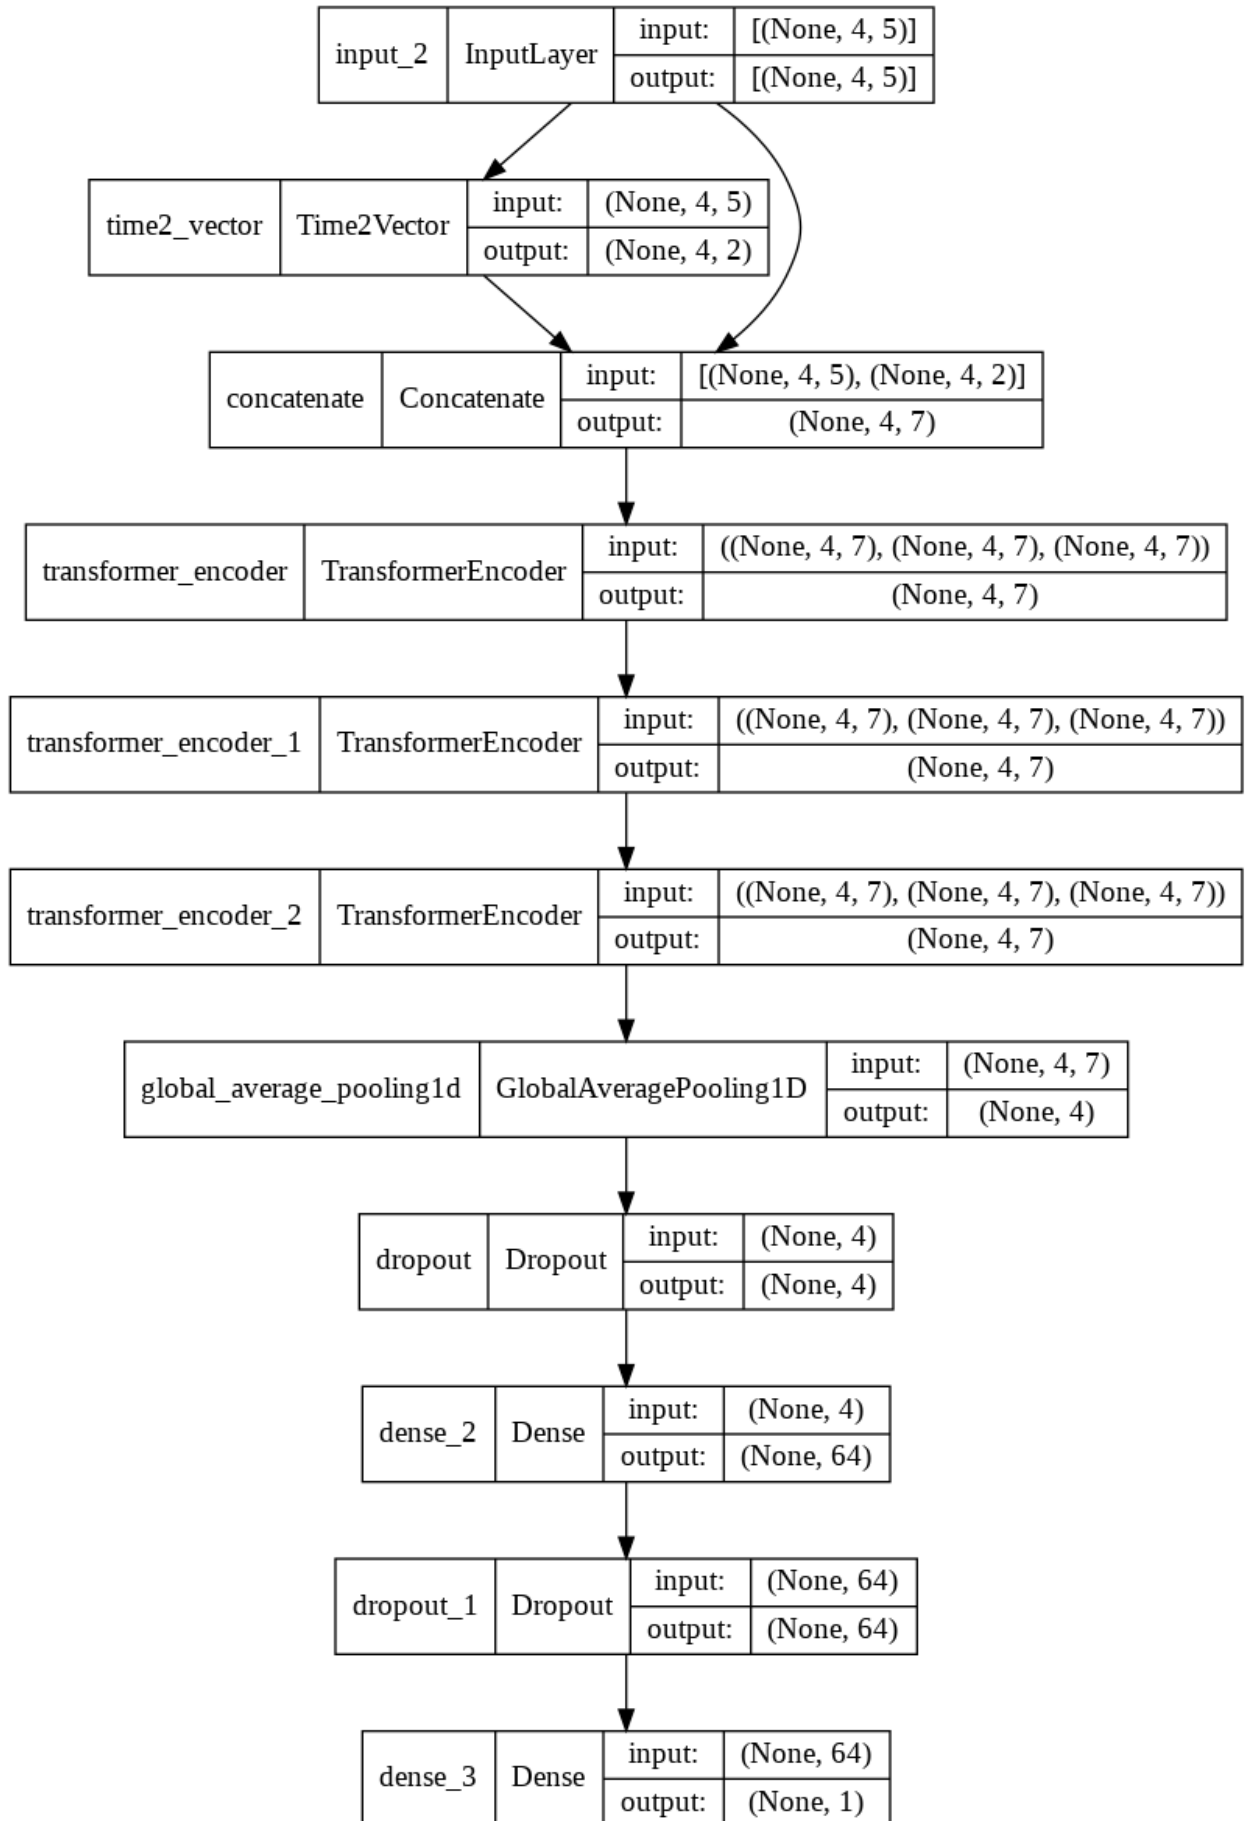 input_2 InputLayer input: [(None, 4, 5)]
output: [(None, 4, 5)]
time2_vector Time2Vector input: (None, 4, 5)
output: (None, 4, 2)
concatenate Concatenate input: [(None, 4, 5), (None, 4, 2)]
output: (None, 4, 7)
transformer_encoder TransformerEncoder input: ((None, 4, 7), (None, 4, 7), (None, 4, 7))
output: (None, 4, 7)
transformer_encoder_1 TransformerEncoder input: ((None, 4, 7), (None, 4, 7), (None, 4, 7))
output: (None, 4, 7)
transformer_encoder_2 TransformerEncoder input: ((None, 4, 7), (None, 4, 7), (None, 4, 7))
output: (None, 4, 7)
global_average_pooling1d GlobalAveragePooling1D input: (None, 4, 7)
output: (None, 4)
dropout Dropout input: (None, 4)
output: (None, 4)
dense_2 Dense input: (None, 4)
output: (None, 64)
dropout_1 Dropout input: (None, 64)
output: (None, 64)
dense_3 Dense input: (None, 64)
output: (None, 1)